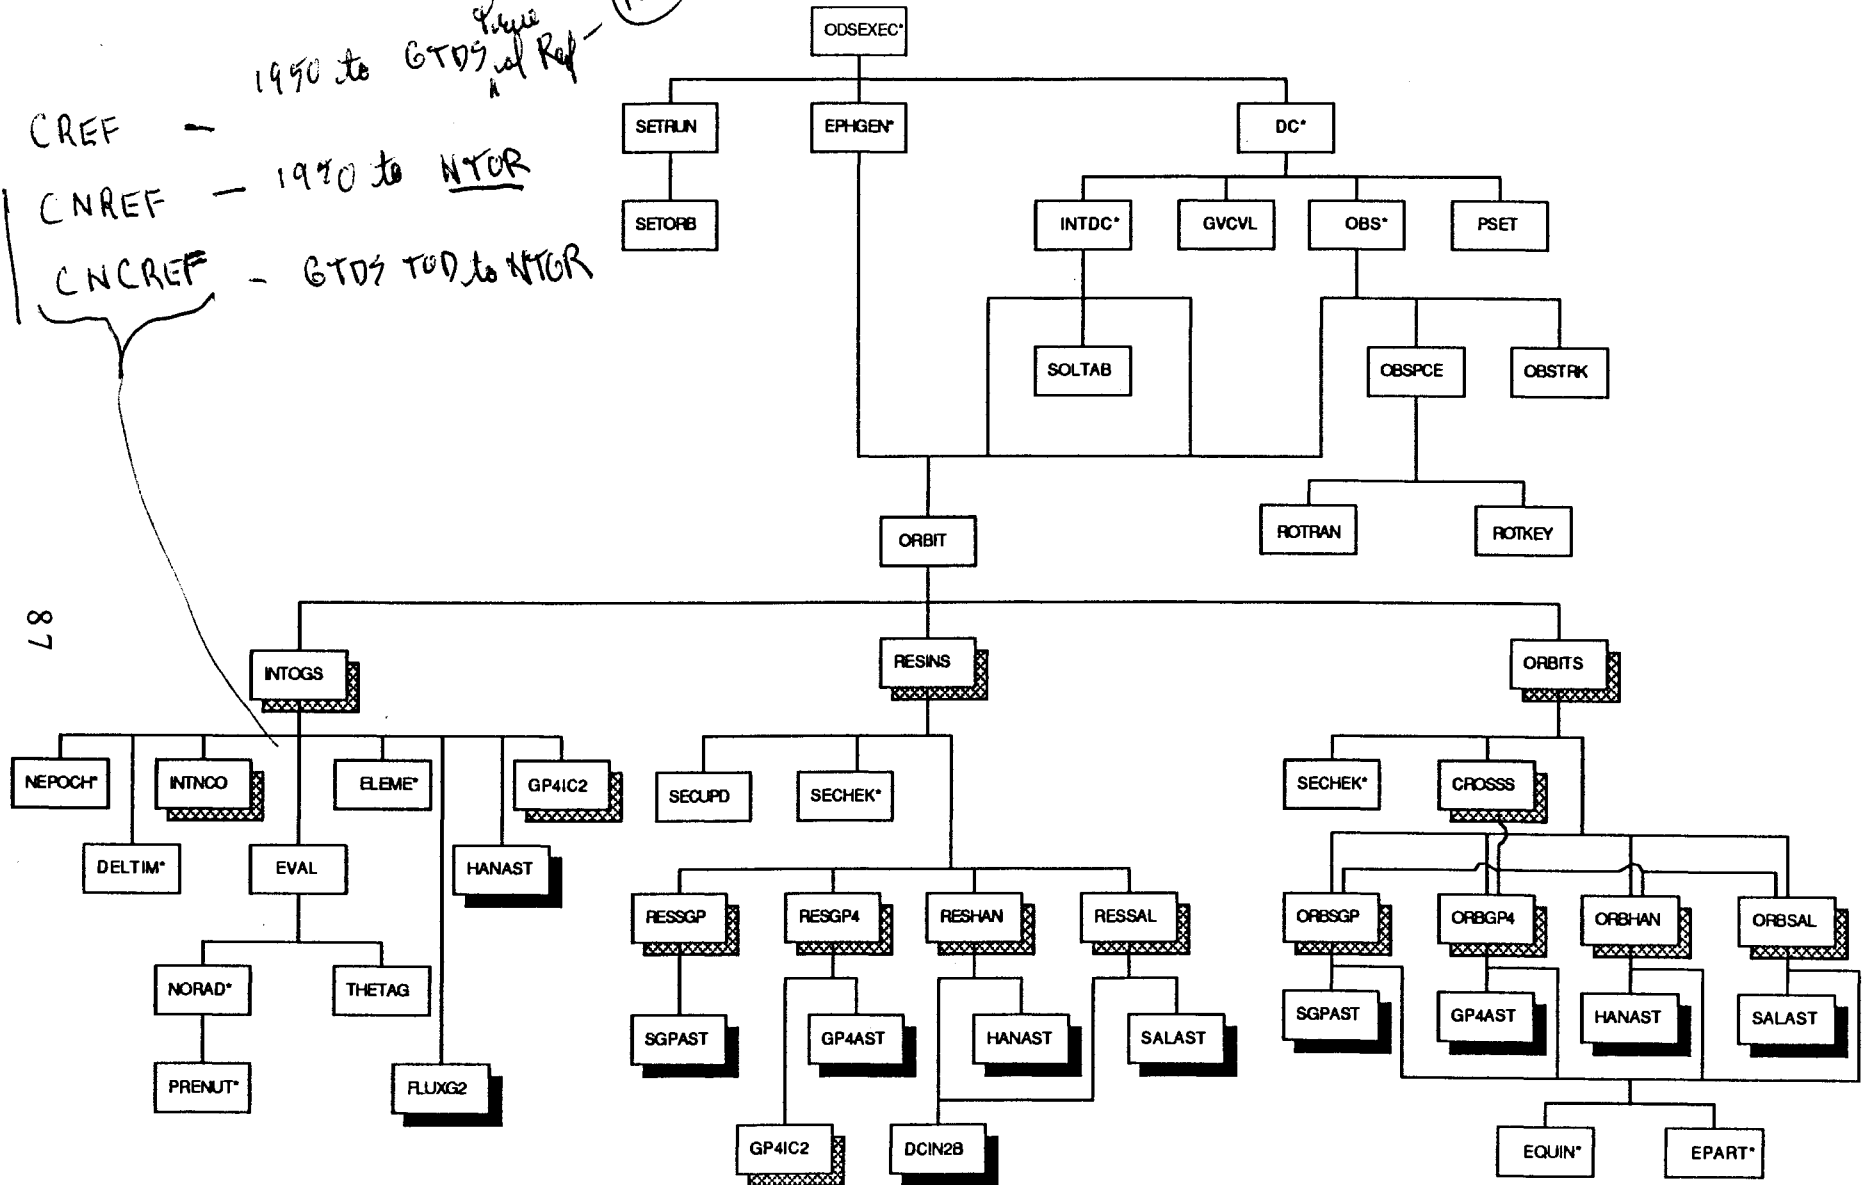 1950 to GTDS of Ref
CREF -
CNREF - 1950 to NTOR
CNCREF - GTDS TOD to NTOR
ODSEXEC*
SETRUN
EPHGEN*
DC*
SETORB
INTDC*
GVCVL
OBS*
PSET
SOLTAB
OBSPCE
OBSTRK
ORBIT
ROTRAN
ROTKEY
87
INTOGS
RESINS
ORBITS
NEPOCH*
INTNCO
ELEME*
GP4IC2
SECUPD
SECHEK*
SECHEK*
CROSSS
DELTIM*
EVAL
HANAST
RESSGP
RESGP4
RESHAN
RESSAL
ORBSGP
ORBGP4
ORBHAN
ORBSAL
NORAD*
THETAG
SGPAST
GP4AST
HANAST
SALAST
SGPAST
GP4AST
HANAST
SALAST
PRENUT*
FLUXG2
GP4IC2
DCIN2B
EQUIN*
EPART*